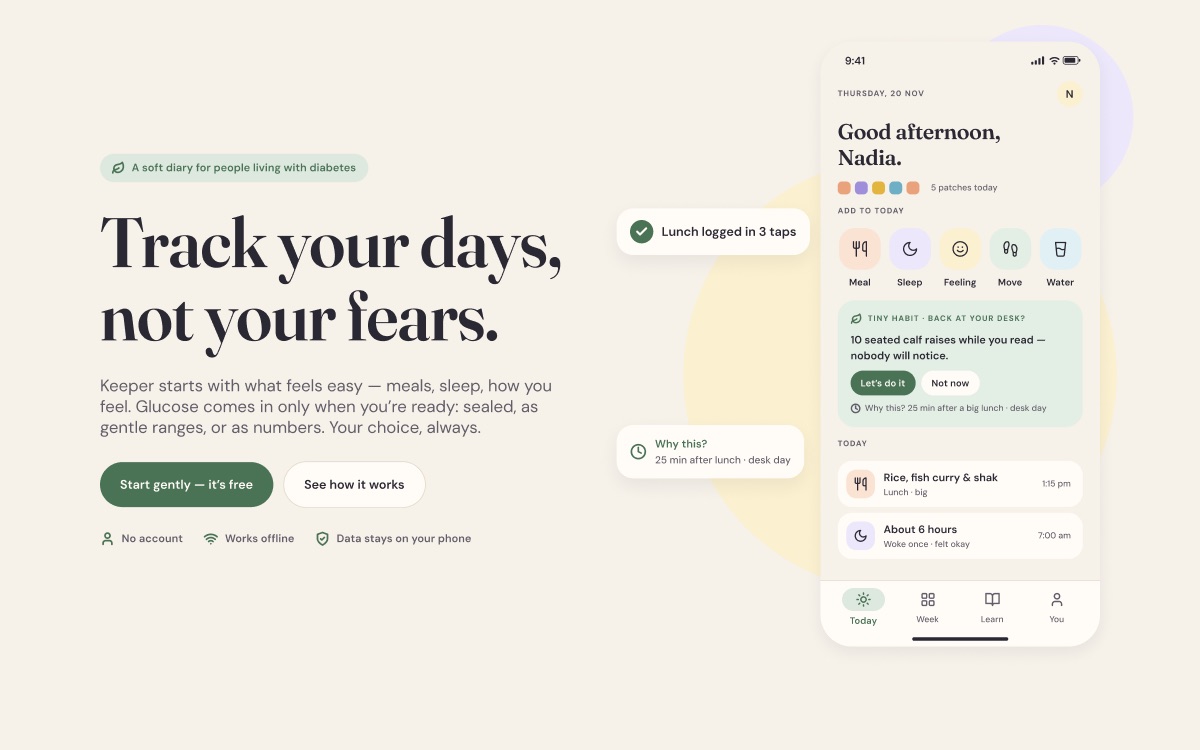 A soft diary for people living with diabetes
Track your days,
not your fears.
Keeper starts with what feels easy — meals, sleep, how you
feel. Glucose comes in only when you’re ready: sealed, as
gentle ranges, or as numbers. Your choice, always.
Start gently — it’s free
See how it works
No account
Works offline
Data stays on your phone
Lunch logged in 3 taps
Why this?
25 min after lunch · desk day
9:41
THURSDAY, 20 NOV
N
Good afternoon,
Nadia.
5 patches today
ADD TO TODAY
Meal
Sleep
Feeling
Move
Water
TINY HABIT · BACK AT YOUR DESK?
10 seated calf raises while you read —
nobody will notice.
Let’s do it
Not now
Why this? 25 min after a big lunch · desk day
TODAY
Rice, fish curry & shak
Lunch · big
1:15 pm
About 6 hours
Woke once · felt okay
7:00 am
Today
Week
Learn
You